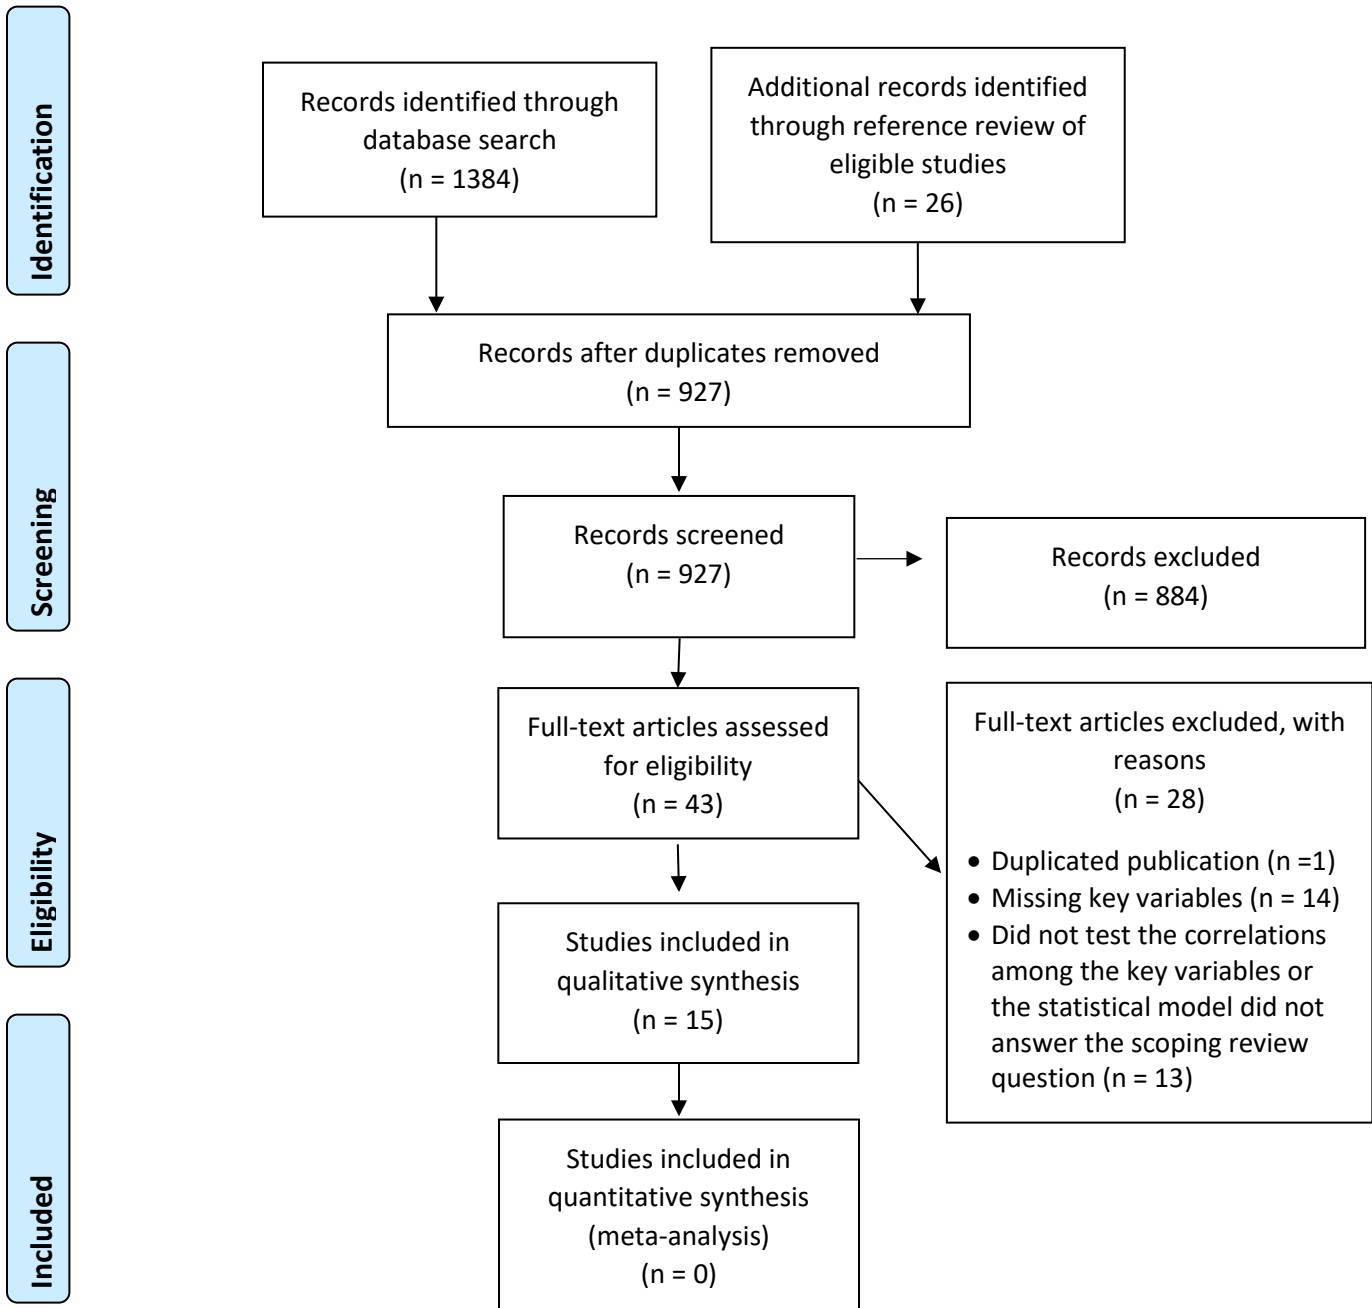 Identification
Records identified through
database search
(n = 1384)
Additional records identified
through reference review of
eligible studies
(n = 26)
Screening
Records after duplicates removed
(n = 927)
Records screened
(n = 927)
Records excluded
(n = 884)
Eligibility
Full-text articles assessed
for eligibility
(n = 43)
Full-text articles excluded, with
reasons
(n = 28)
• Duplicated publication (n =1)
• Missing key variables (n = 14)
• Did not test the correlations
among the key variables or
the statistical model did not
answer the scoping review
question (n = 13)
Studies included in
qualitative synthesis
(n = 15)
Included
Studies included in
quantitative synthesis
(meta-analysis)
(n = 0)